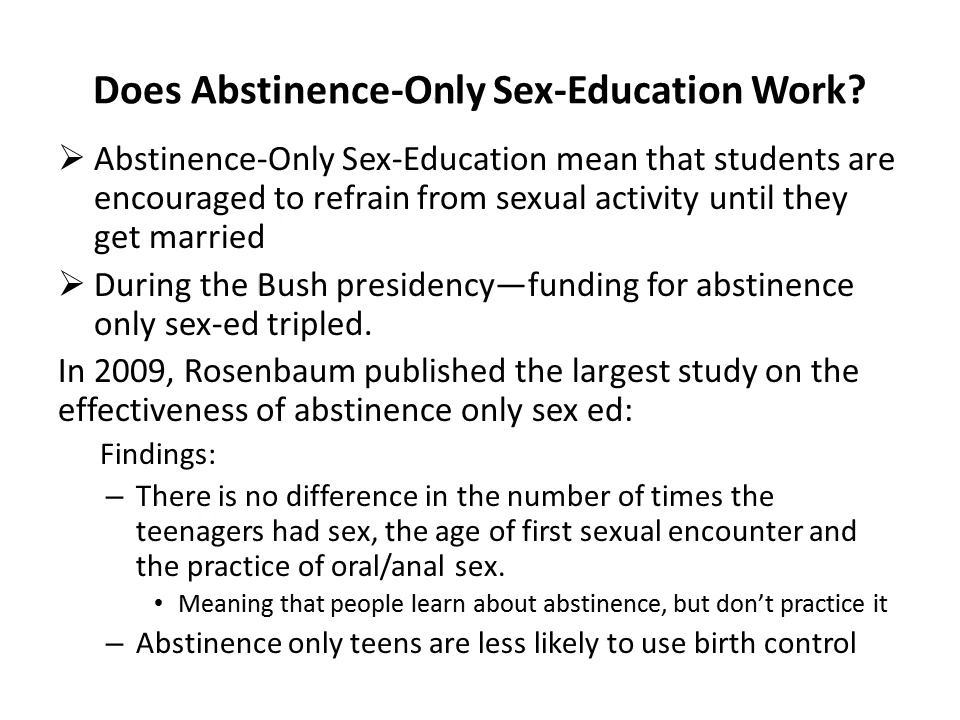 Does Abstinence-Only Sex-Education Work?
➢ Abstinence-Only Sex-Education mean that students are
encouraged to refrain from sexual activity until they
get married
➢ During the Bush presidency—funding for abstinence
only sex-ed tripled.
In 2009, Rosenbaum published the largest study on the
effectiveness of abstinence only sex ed:
Findings:
– There is no difference in the number of times the
teenagers had sex, the age of first sexual encounter and
the practice of oral/anal sex.
• Meaning that people learn about abstinence, but don’t practice it
– Abstinence only teens are less likely to use birth control